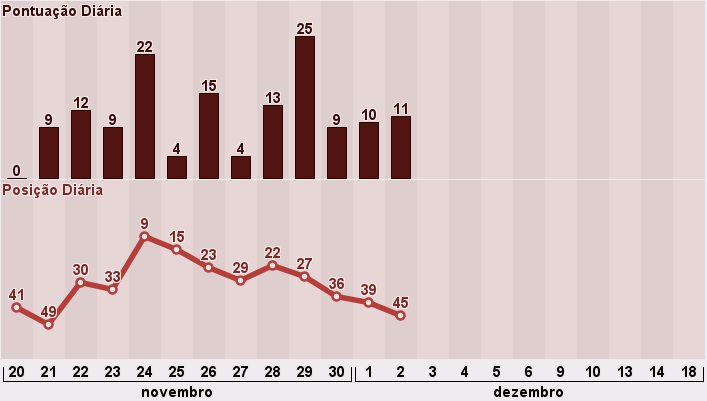 Pontuação Diária
0 9 12 9 22 4 15 4 13 25 9 10 11
Posição Diária
41 49 30 33 9 15 23 29 22 27 36 39 45
20 21 22 23 24 25 26 27 28 29 30 1 2 3 4 5 6 9 10 13 14 18
novembro dezembro